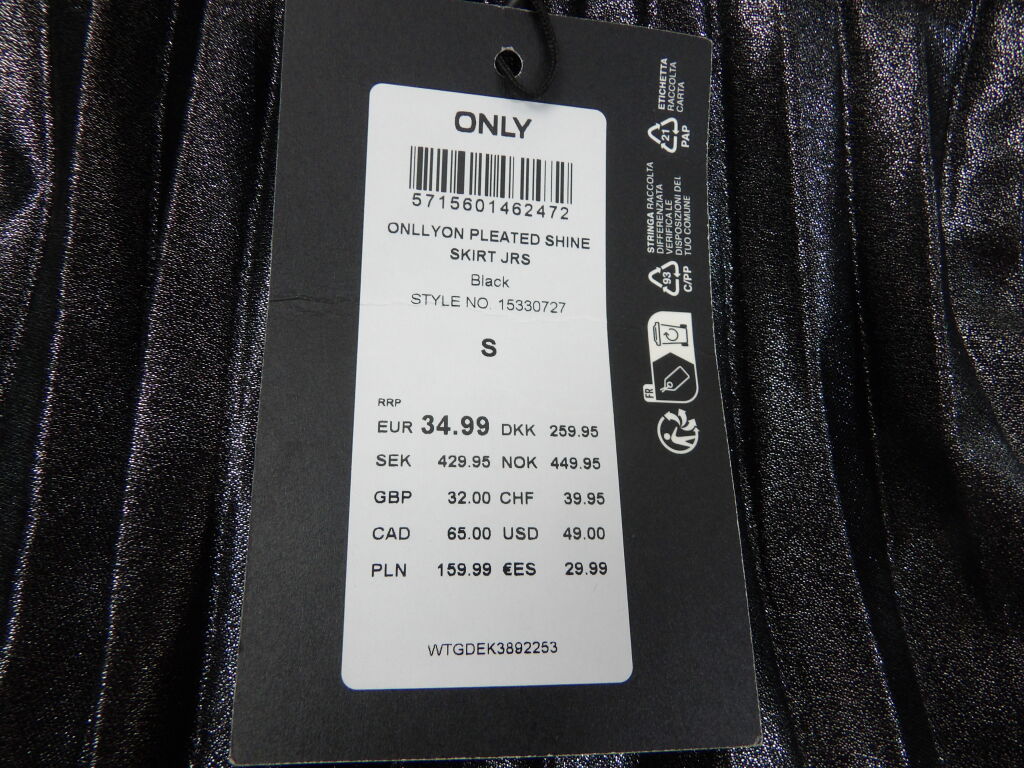 ONLY
5715601462472
ONLLYON PLEATED SHINE
SKIRT JRS
Black
STYLE NO. 15330727
S
RRP
EUR 34.99 DKK 259.95
SEK 429.95 NOK 449.95
GBP 32.00 CHF 39.95
CAD 65.00 USD 49.00
PLN 159.99 €ES 29.99
WTGDEK3892253
ETICHETTA
RACCOLTA
CARTA
21
PAP
STRINGA RACCOLTA
DIFFERENZIATA
VERIFICA LE
DISPOSIZIONI DEL
TUO COMUNE
93
C/PP
FR